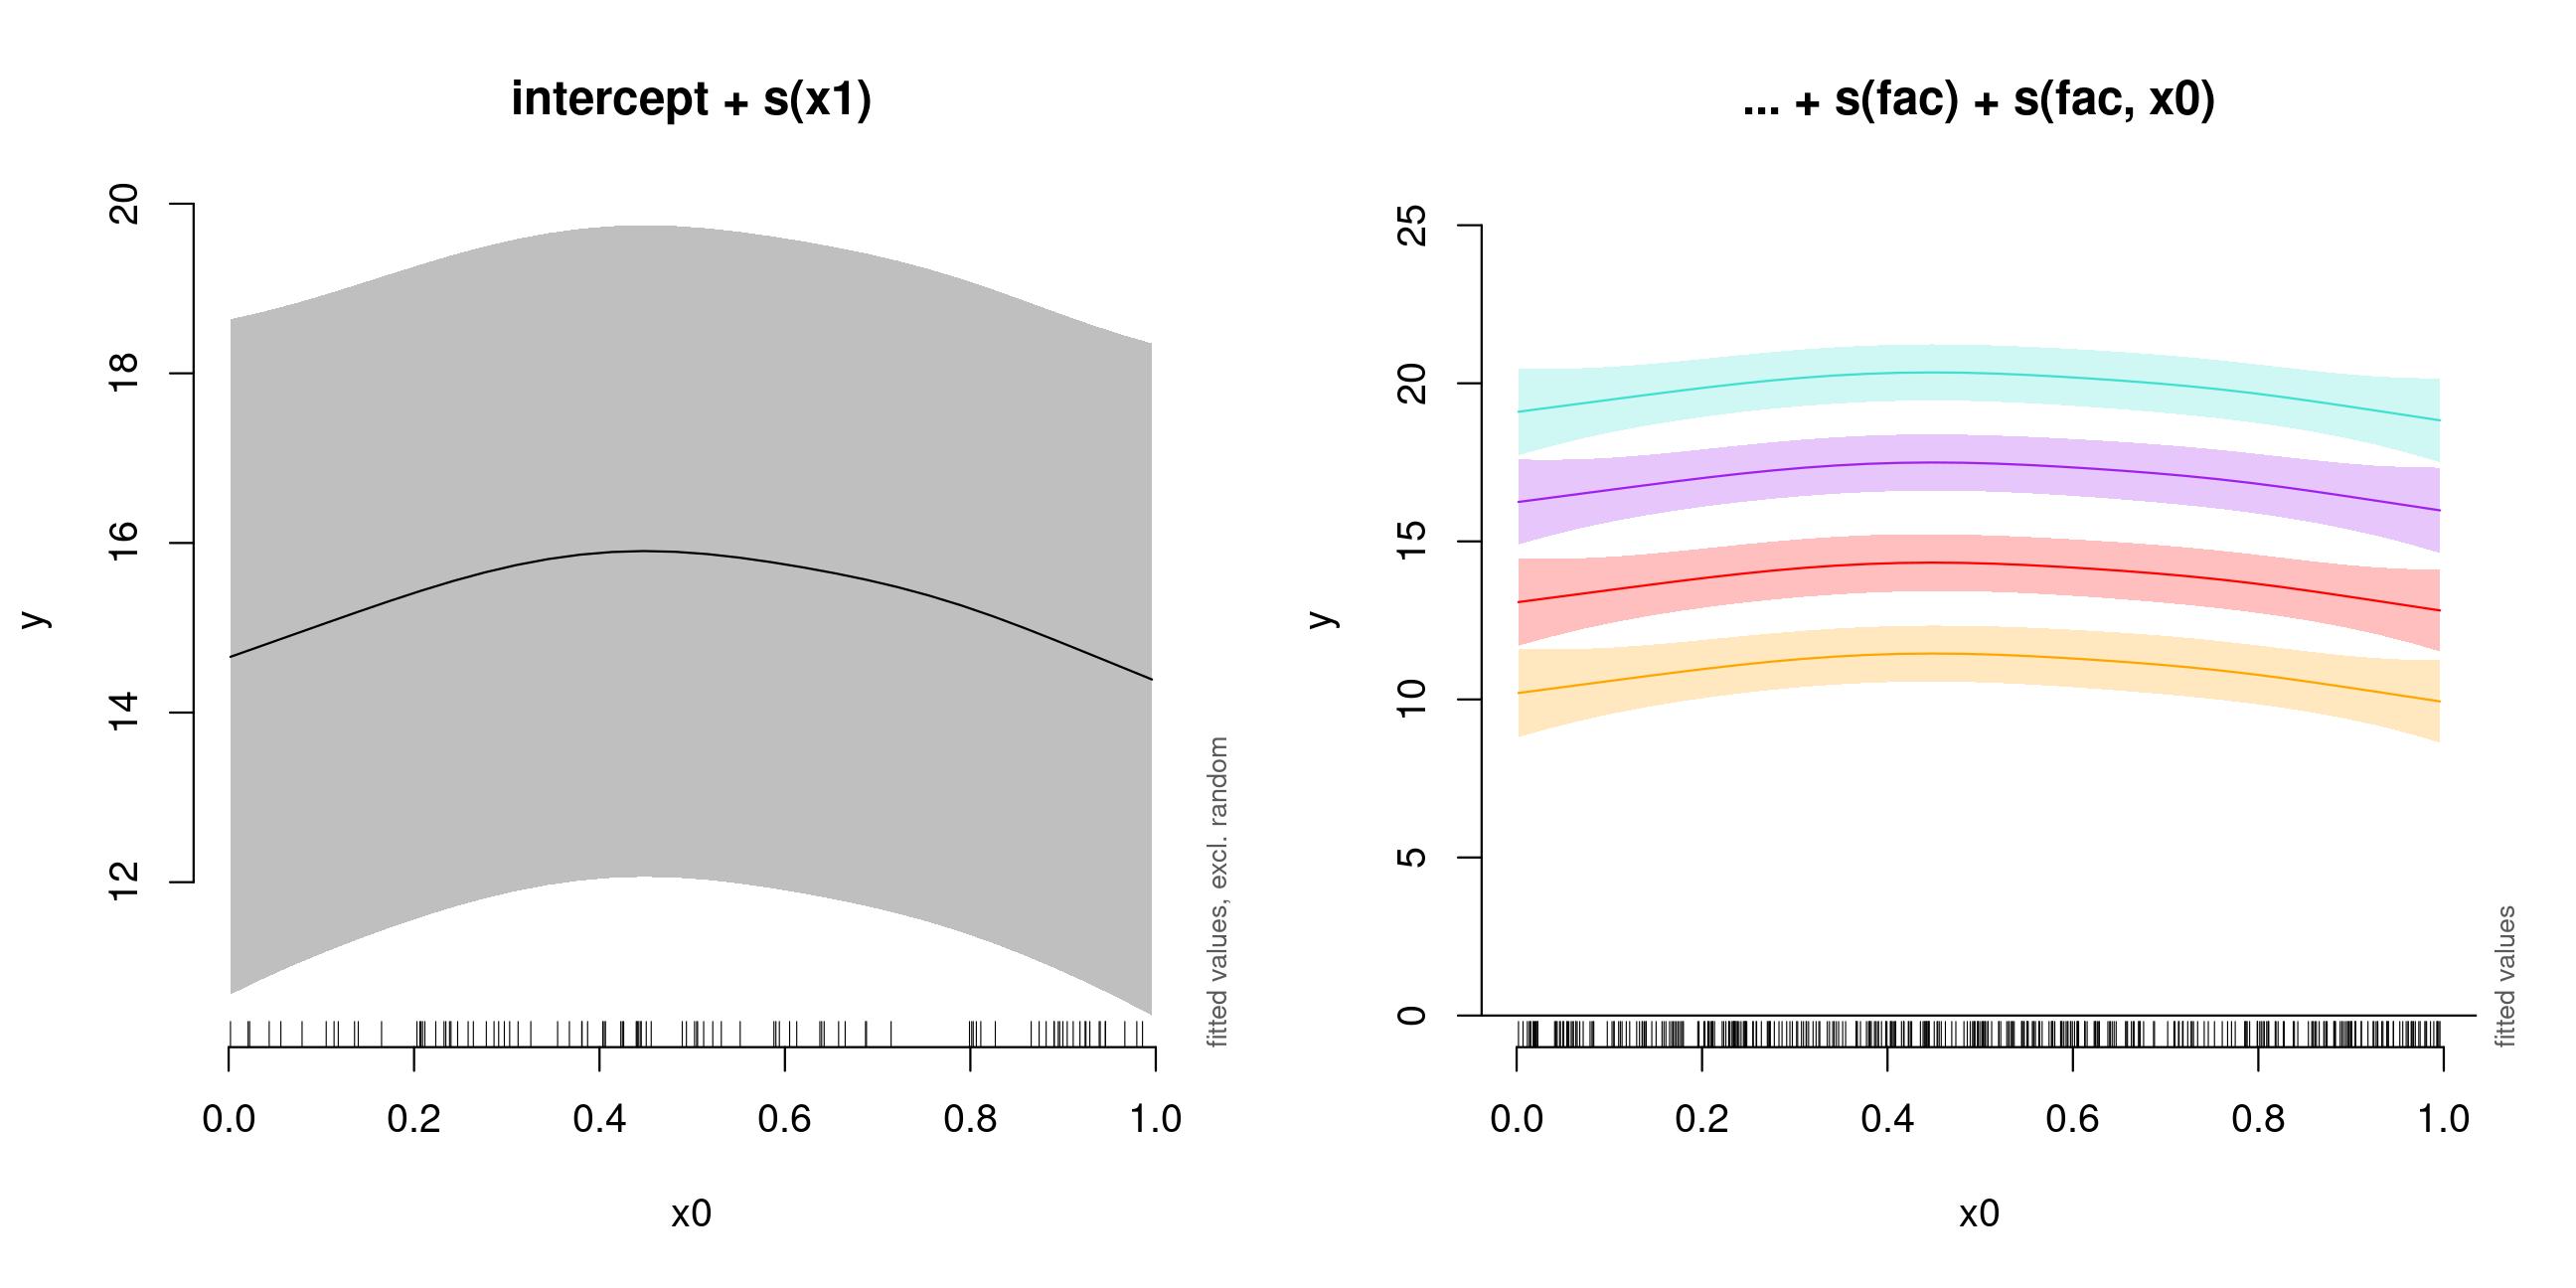 intercept + s(x1)
20
18
16
14
12
y
0.0 0.2 0.4 0.6 0.8 1.0
x0
fitted values, excl. random
... + s(fac) + s(fac, x0)
25
20
15
10
5
0
y
0.0 0.2 0.4 0.6 0.8 1.0
x0
fitted values